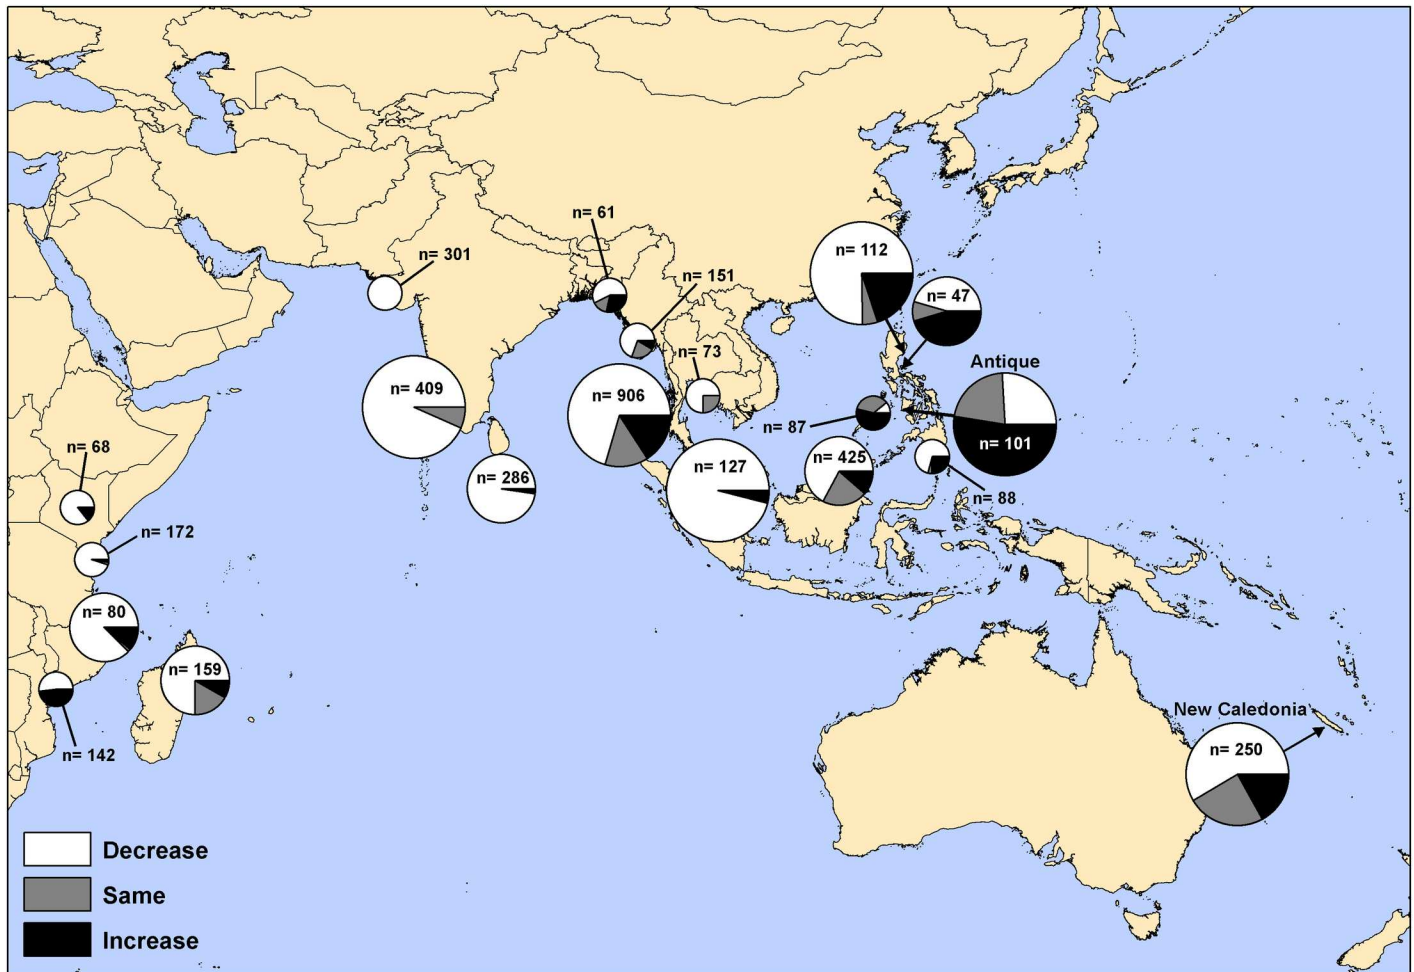 n= 61
n= 301
n= 112
n= 151
n= 47
n= 73
Antique
n= 409
n= 906
n= 87
n= 101
n= 68
n= 286
n= 127
n= 425
n= 88
n= 172
n= 80
n= 159
New Caledonia
n= 142
n= 250
Decrease
Same
Increase